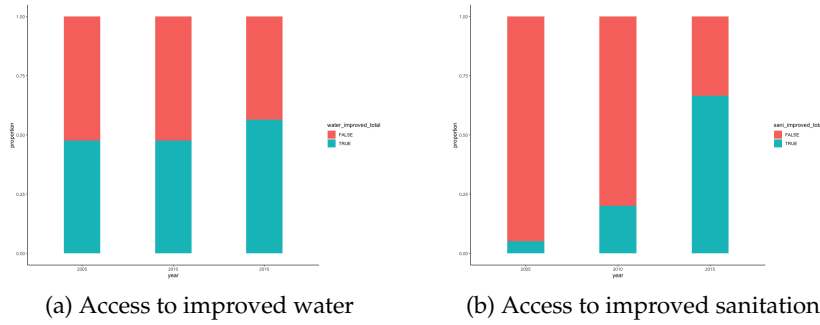 1.00
0.75
0.50
0.25
0.00
proportion
2005
2010
2015
year
water_improved_total
FALSE
TRUE
(a) Access to improved water
1.00
0.75
0.50
0.25
0.00
proportion
2005
2010
2015
year
sani_improved_tot
FALSE
TRUE
(b) Access to improved sanitation